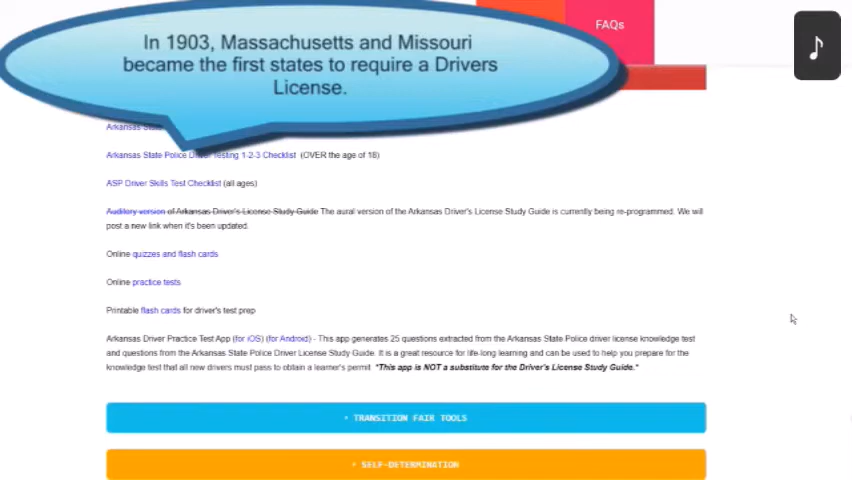 FAQs
In 1903, Massachusetts and Missouri
became the first states to require a Drivers
License.
Arkansas State
Arkansas State Police Driver Testing 1-2-3 Checklist (OVER the age of 18)
ASP Driver Skills Test Checklist (all ages)
Auditory version of Arkansas Driver's License Study Guide The aural version of the Arkansas Driver's License Study Guide is currently being re-programmed. We will
post a new link when it's been updated.
Online quizzes and flash cards
Online practice tests
Printable flash cards for driver's test prep
Arkansas Driver Practice Test App (for iOS) (for Android) - This app generates 25 questions extracted from the Arkansas State Police driver license knowledge test
and questions from the Arkansas State Police Driver License Study Guide. It is a great resource for life-long learning and can be used to help you prepare for the
knowledge test that all new drivers must pass to obtain a learner's permit "This app is NOT a substitute for the Driver's License Study Guide."
• TRANSITION FAIR TOOLS
• SELF-DETERMINATION